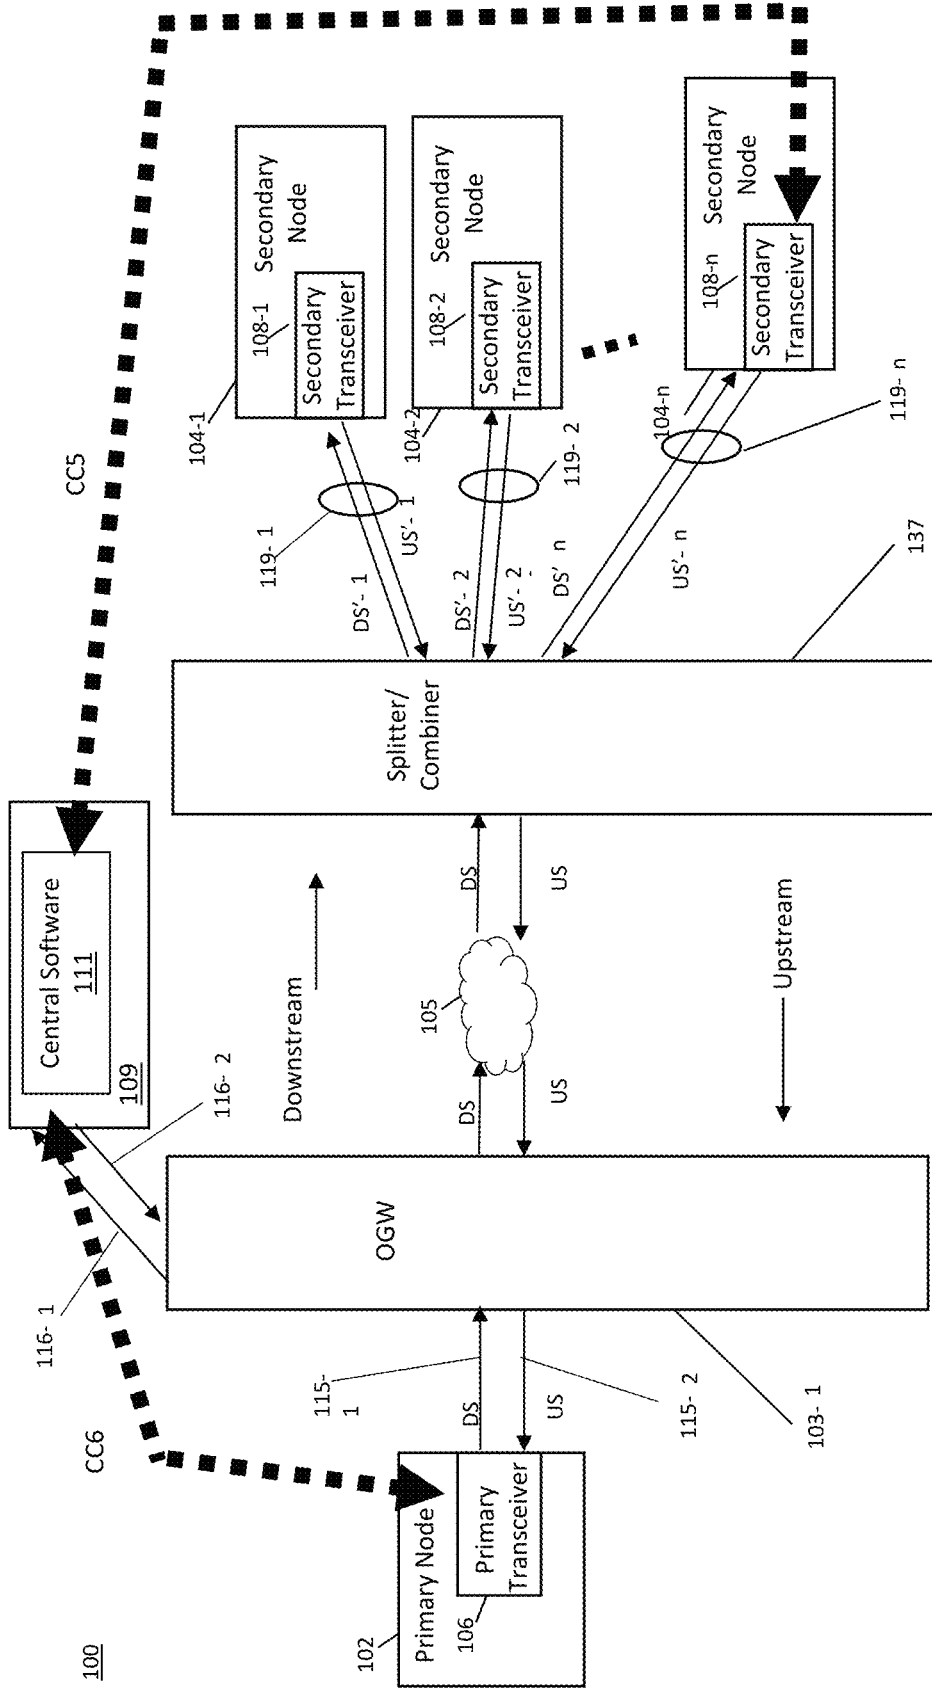 100
CC6
CC5
116- 1
116- 2
Central Software
111
109
102
Primary Node
106
Primary
Transceiver
DS
US
115-
1
115- 2
103- 1
OGW
DS
US
105
Downstream
Upstream
DS
US
Splitter/
Combiner
137
DS'- 1
US'- 1
119- 1
DS'- 2
US'- 2
119- 2
DS' n
US'- n
119- n
104-1
108-1
Secondary
Node
Secondary
Transceiver
104-2
108-2
Secondary
Node
Secondary
Transceiver
104-n
108-n
Secondary
Node
Secondary
Transceiver